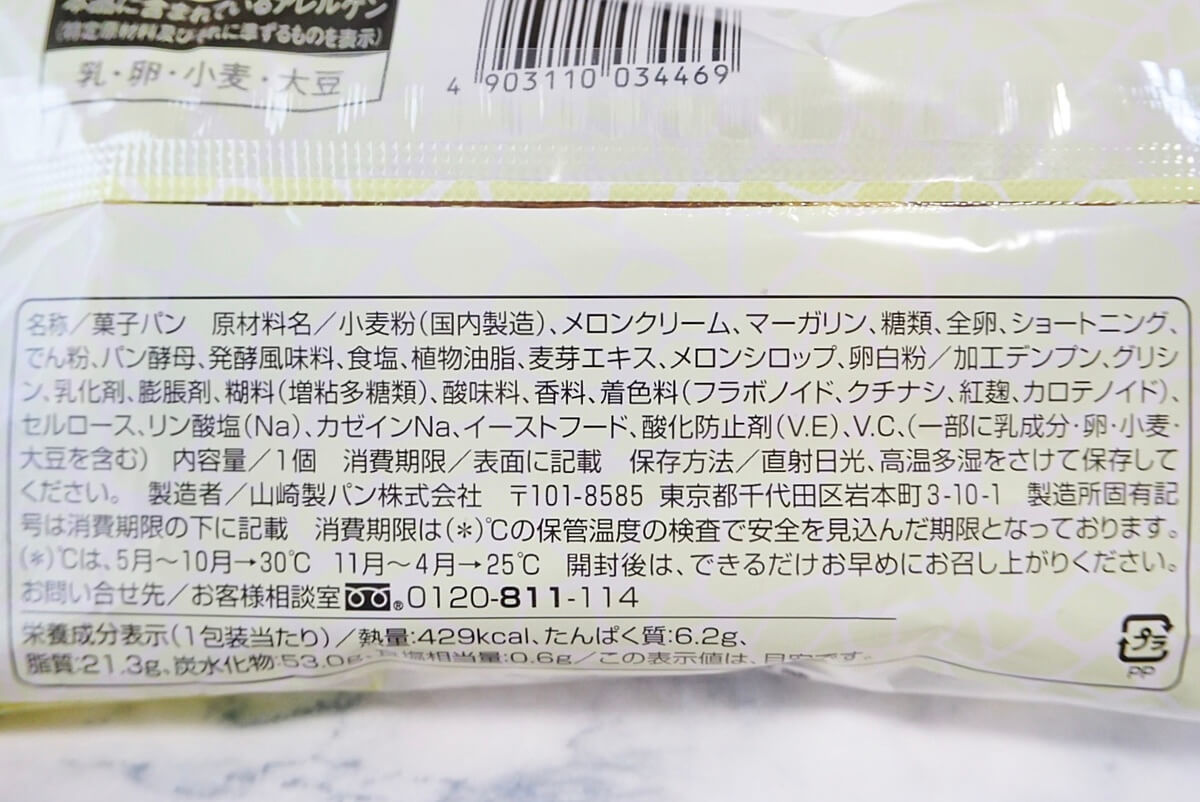 本品に含まれているアレルゲン
(特定原材料及びそれに準ずるものを表示)
乳・卵・小麦・大豆
4 903110 034469
名称／菓子パン　原材料名／小麦粉(国内製造)、メロンクリーム、マーガリン、糖類、全卵、ショートニング、
でん粉、パン酵母、発酵風味料、食塩、植物油脂、麦芽エキス、メロンシロップ、卵白粉／加工デンプン、グリシ
ン、乳化剤、膨脹剤、糊料(増粘多糖類)、酸味料、香料、着色料(フラボノイド、クチナシ、紅麹、カロテノイド)、
セルロース、リン酸塩(Na)、カゼインNa、イーストフード、酸化防止剤(V.E)、V.C、(一部に乳成分・卵・小麦・
大豆を含む)　内容量／1個　消費期限／表面に記載　保存方法／直射日光、高温多湿をさけて保存して
ください。　製造者／山崎製パン株式会社　〒101-8585 東京都千代田区岩本町3-10-1　製造所固有記
号は消費期限の下に記載　消費期限は(*)℃の保管温度の検査で安全を見込んだ期限となっております。
(*)℃は、5月～10月→30℃　11月～4月→25℃　開封後は、できるだけお早めにお召し上がりください。
お問い合せ先／お客様相談室 ® 0120-811-114
栄養成分表示(1包装当たり)／熱量:429kcal、たんぱく質:6.2g、
脂質:21.3g、炭水化物:53.0g、食塩相当量:0.6g／この表示値は、目安です。
プラ
PP